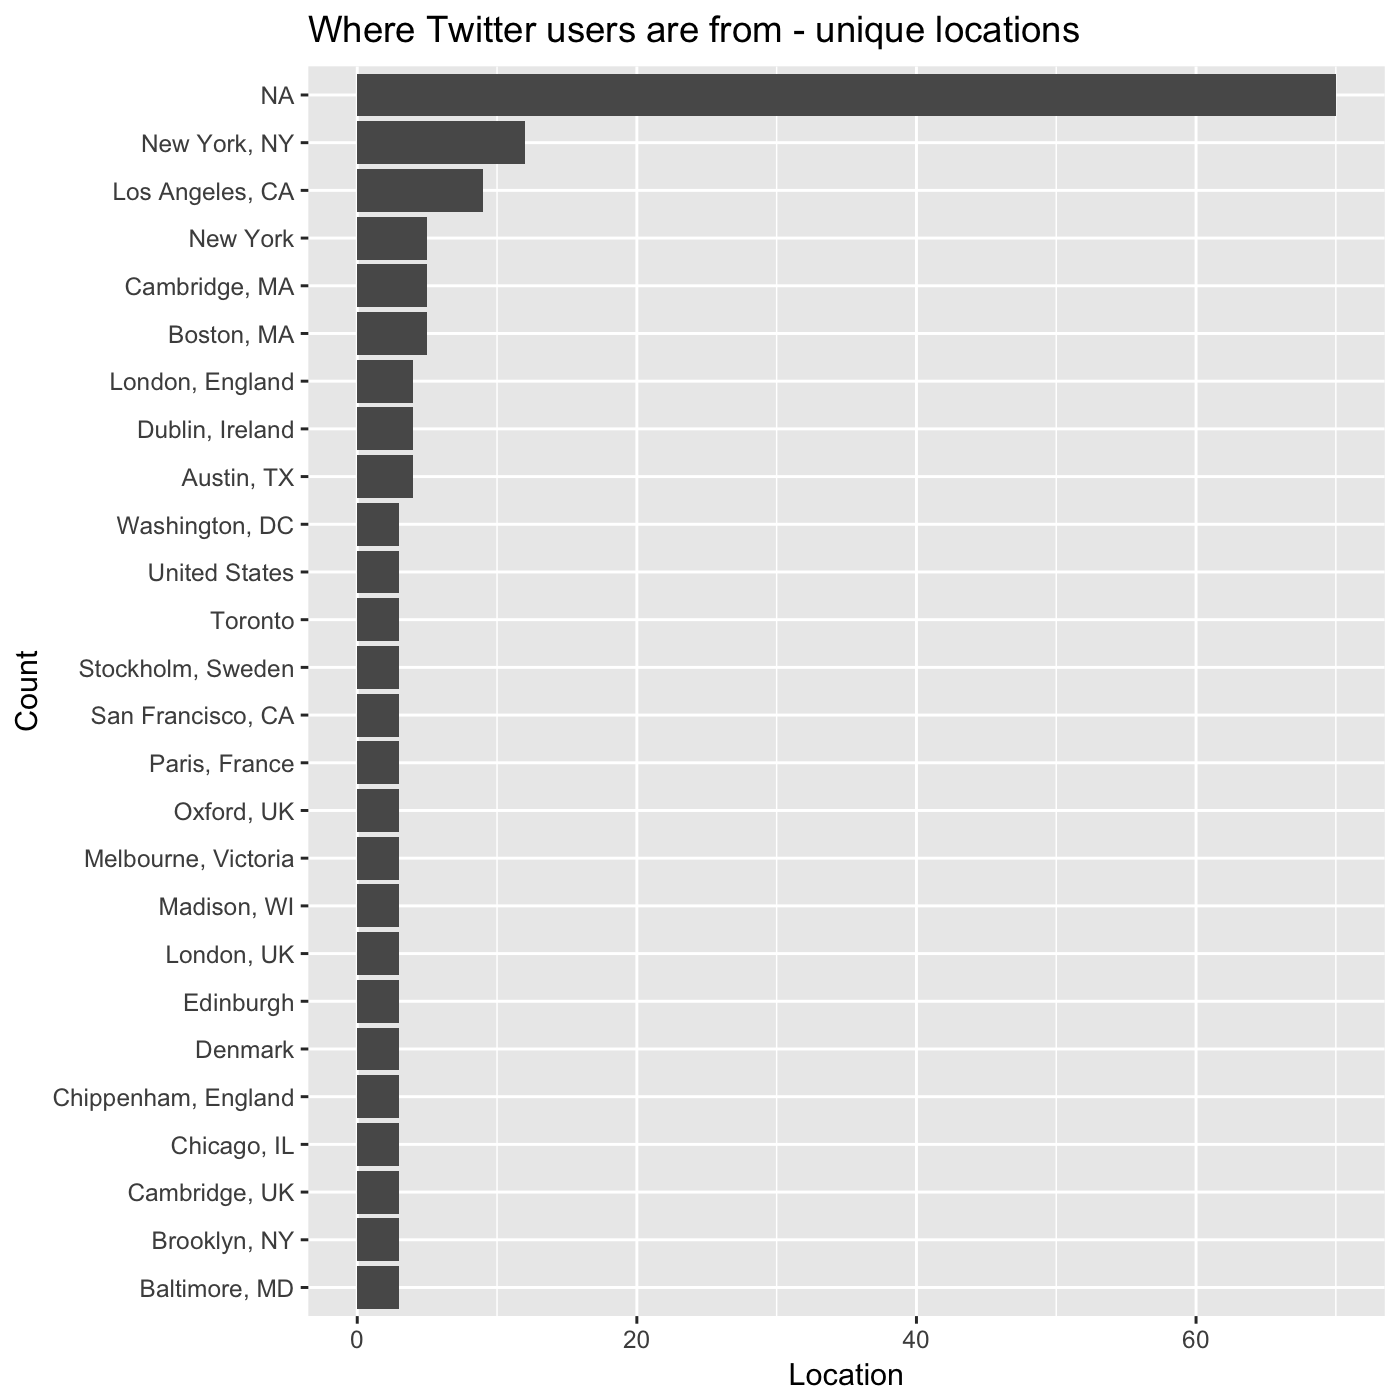 Where Twitter users are from - unique locations
NA
New York, NY
Los Angeles, CA
New York
Cambridge, MA
Boston, MA
London, England
Dublin, Ireland
Austin, TX
Washington, DC
United States
Toronto
Stockholm, Sweden
San Francisco, CA
Paris, France
Oxford, UK
Melbourne, Victoria
Madison, WI
London, UK
Edinburgh
Denmark
Chippenham, England
Chicago, IL
Cambridge, UK
Brooklyn, NY
Baltimore, MD
Count
0 20 40 60
Location